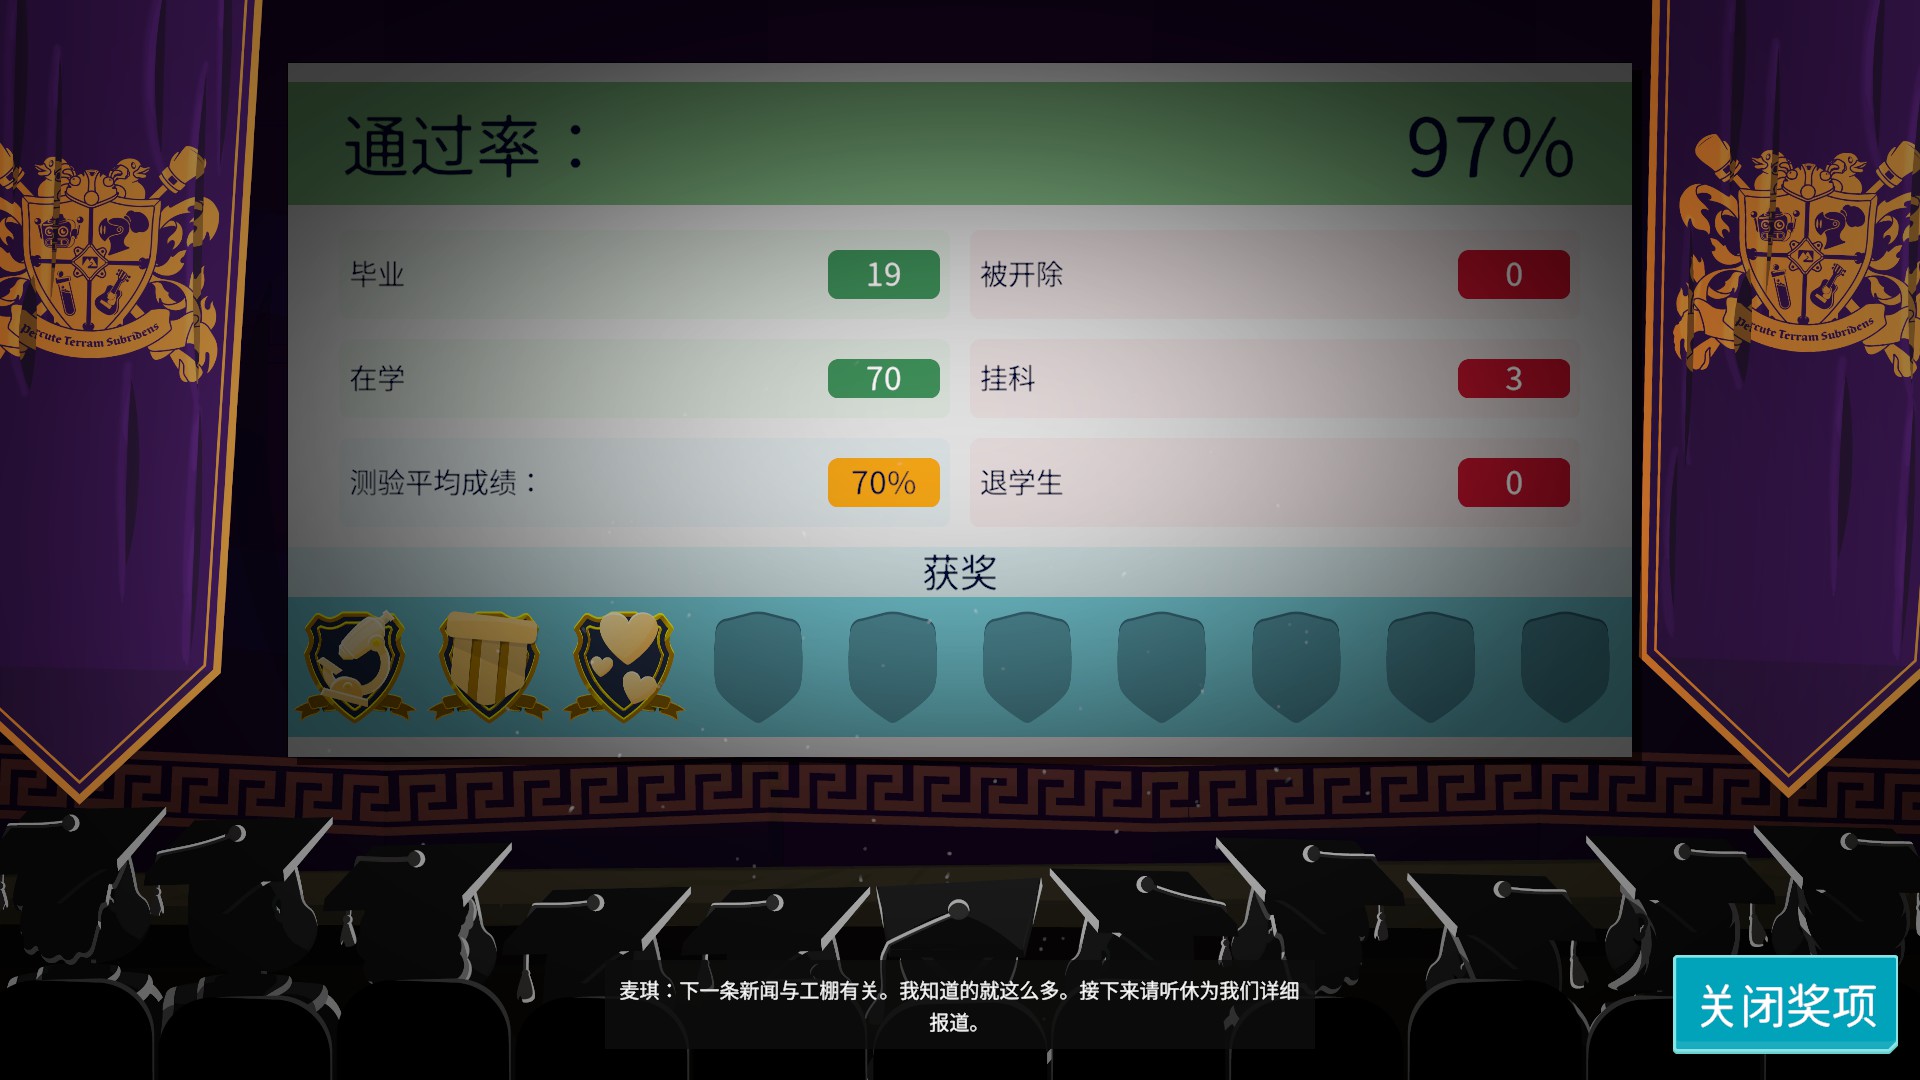 通过率： 97%
毕业 19 被开除 0
在学 70 挂科 3
测验平均成绩： 70% 退学生 0
获奖
Percute Terram Subridens
Percute Terram Subridens
麦琪：下一条新闻与工棚有关。我知道的就这么多。接下来请听休为我们详细
报道。
关闭奖项